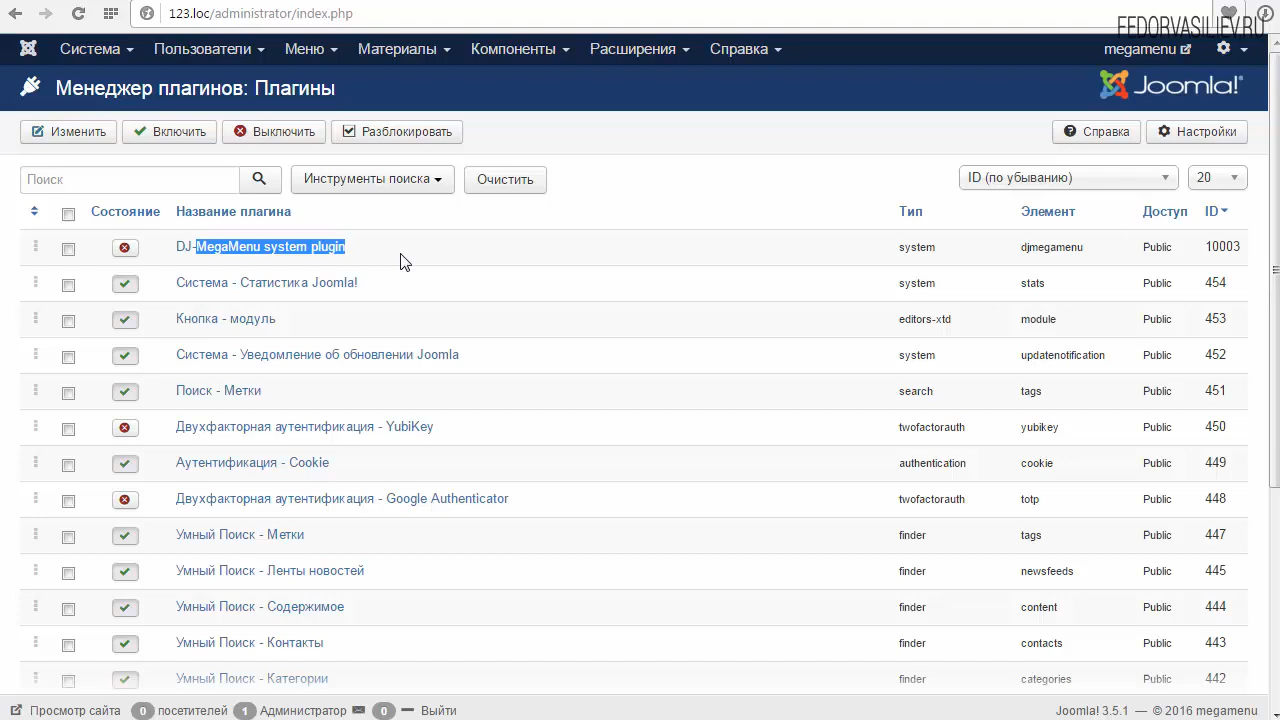 123.loc/administrator/index.php
FEDORVASILIEV.RU
Система Пользователи Меню Материалы Компоненты Расширения Справка megamenu
Менеджер плагинов: Плагины Joomla!
Изменить Включить Выключить Разблокировать Справка Настройки
Поиск Инструменты поиска Очистить ID (по убыванию) 20
Состояние Название плагина Тип Элемент Доступ ID
DJ-MegaMenu system plugin system djmegamenu Public 10003
Система - Статистика Joomla! system stats Public 454
Кнопка - модуль editors-xtd module Public 453
Система - Уведомление об обновлении Joomla system updatenotification Public 452
Поиск - Метки search tags Public 451
Двухфакторная аутентификация - YubiKey twofactorauth yubikey Public 450
Аутентификация - Cookie authentication cookie Public 449
Двухфакторная аутентификация - Google Authenticator twofactorauth totp Public 448
Умный Поиск - Метки finder tags Public 447
Умный Поиск - Ленты новостей finder newsfeeds Public 445
Умный Поиск - Содержимое finder content Public 444
Умный Поиск - Контакты finder contacts Public 443
Умный Поиск - Категории finder categories Public 442
Просмотр сайта 0 посетителей 1 Администратор 0 Выйти Joomla! 3.5.1 — © 2016 megamenu